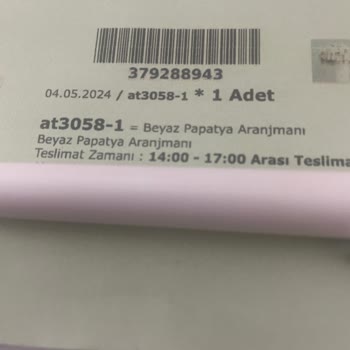 379288943
04.05.2024 / at3058-1 * 1 Adet
at3058-1 = Beyaz Papatya Aranjmanı
Beyaz Papatya Aranjmanı
Teslimat Zamanı : 14:00 - 17:00 Arası Teslima